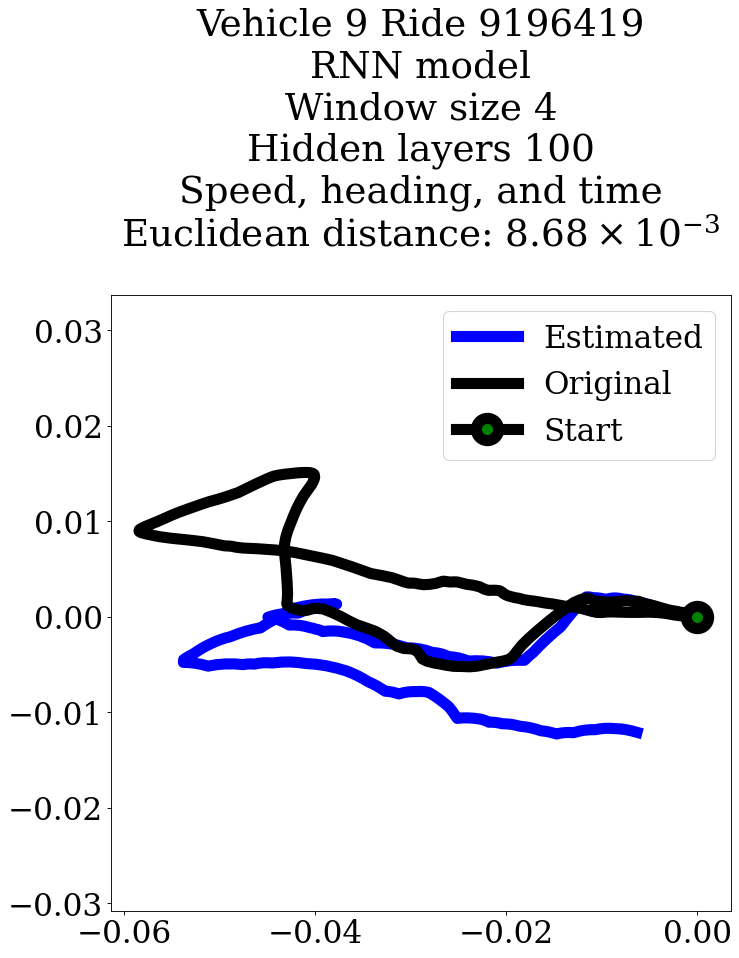 Vehicle 9 Ride 9196419
RNN model
Window size 4
Hidden layers 100
Speed, heading, and time
Euclidean distance: 8.68 × 10⁻³
Estimated
Original
Start
0.03
0.02
0.01
0.00
−0.01
−0.02
−0.03
−0.06 −0.04 −0.02 0.00